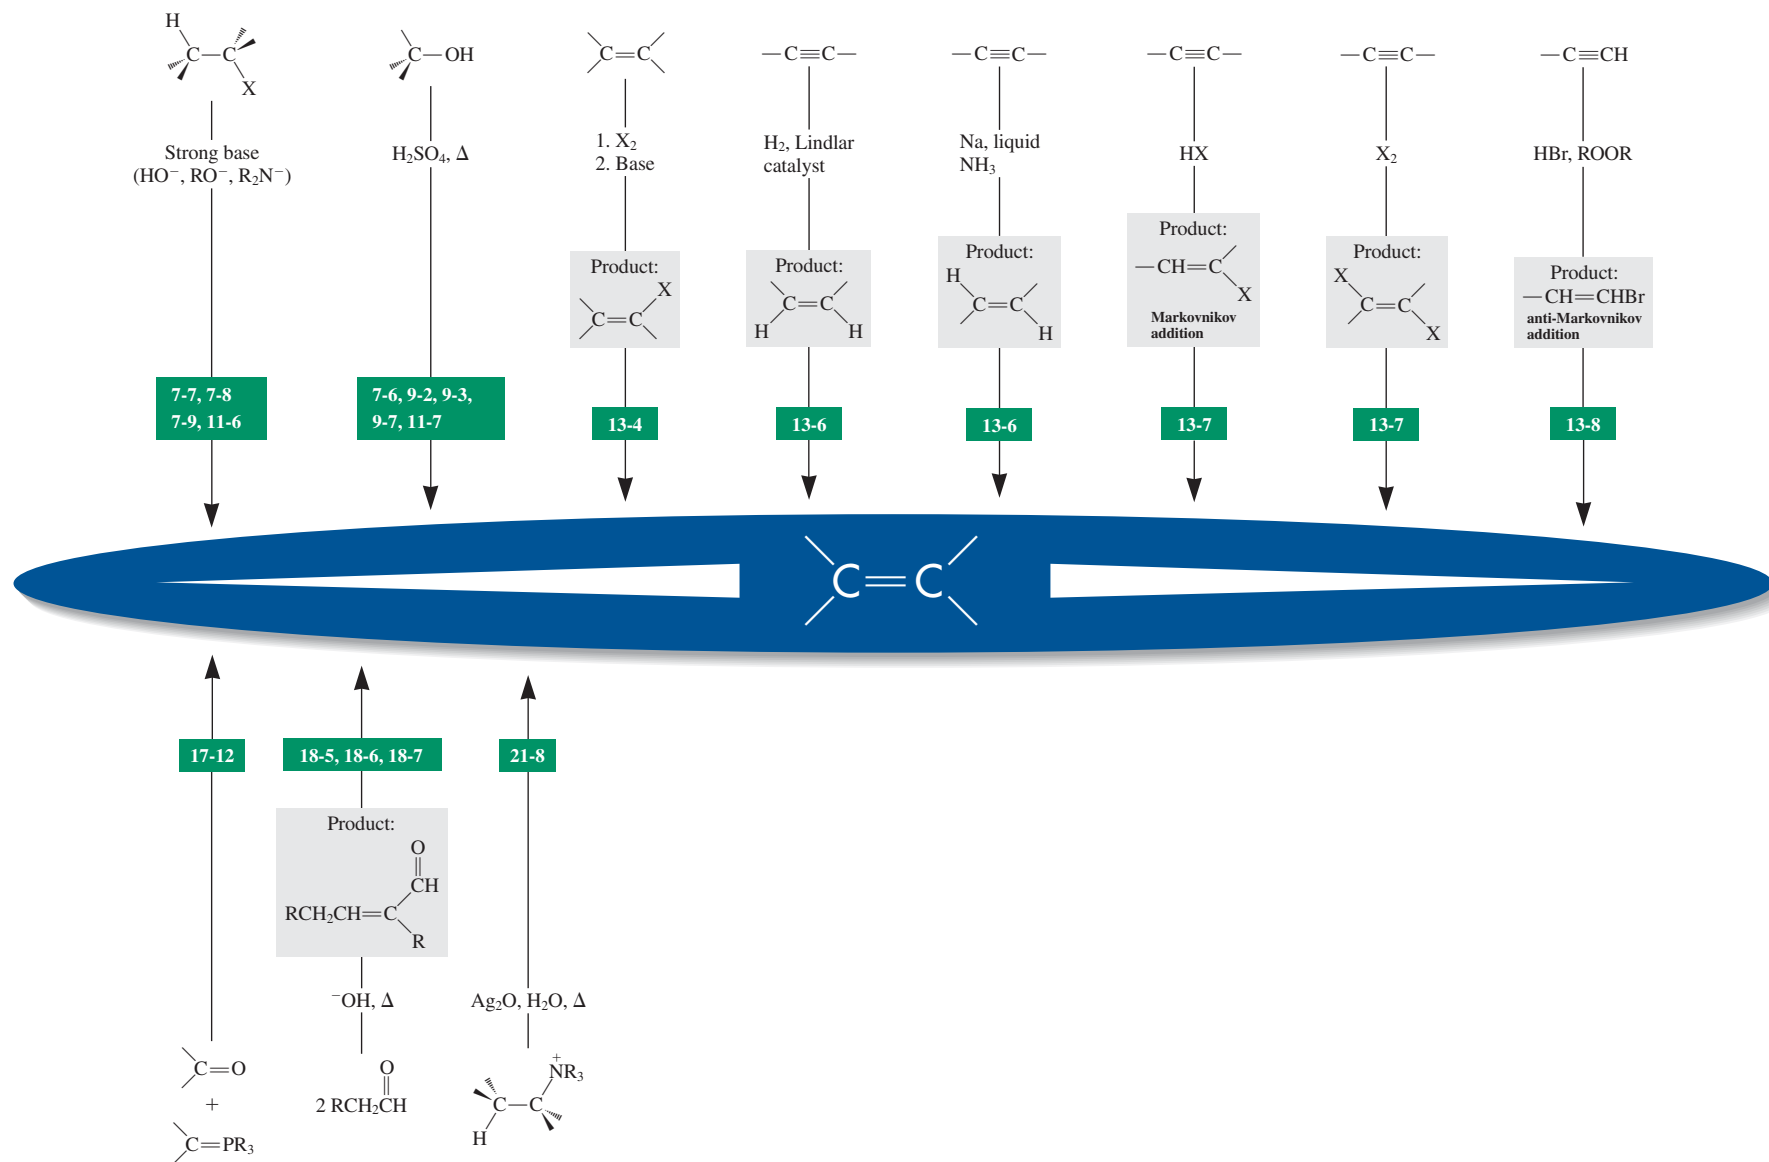 H
C—C
X
Strong base
(HO⁻, RO⁻, R₂N⁻)
7-7, 7-8
7-9, 11-6
C—OH
H₂SO₄, Δ
7-6, 9-2, 9-3,
9-7, 11-7
C=C
1. X₂
2. Base
Product:
X
C=C
13-4
—C≡C—
H₂, Lindlar
catalyst
Product:
C=C
H H
13-6
—C≡C—
Na, liquid
NH₃
Product:
H
C=C
H
13-6
—C≡C—
HX
Product:
—CH=C
X
Markovnikov
addition
13-7
—C≡C—
X₂
Product:
X
C=C
X
13-7
—C≡CH
HBr, ROOR
Product:
—CH=CHBr
anti-Markovnikov
addition
13-8
C=C
17-12
C=O
+
C=PR₃
18-5, 18-6, 18-7
Product:
O
CH
RCH₂CH=C
R
⁻OH, Δ
O
2 RCH₂CH
21-8
Ag₂O, H₂O, Δ
+
NR₃
C—C
H